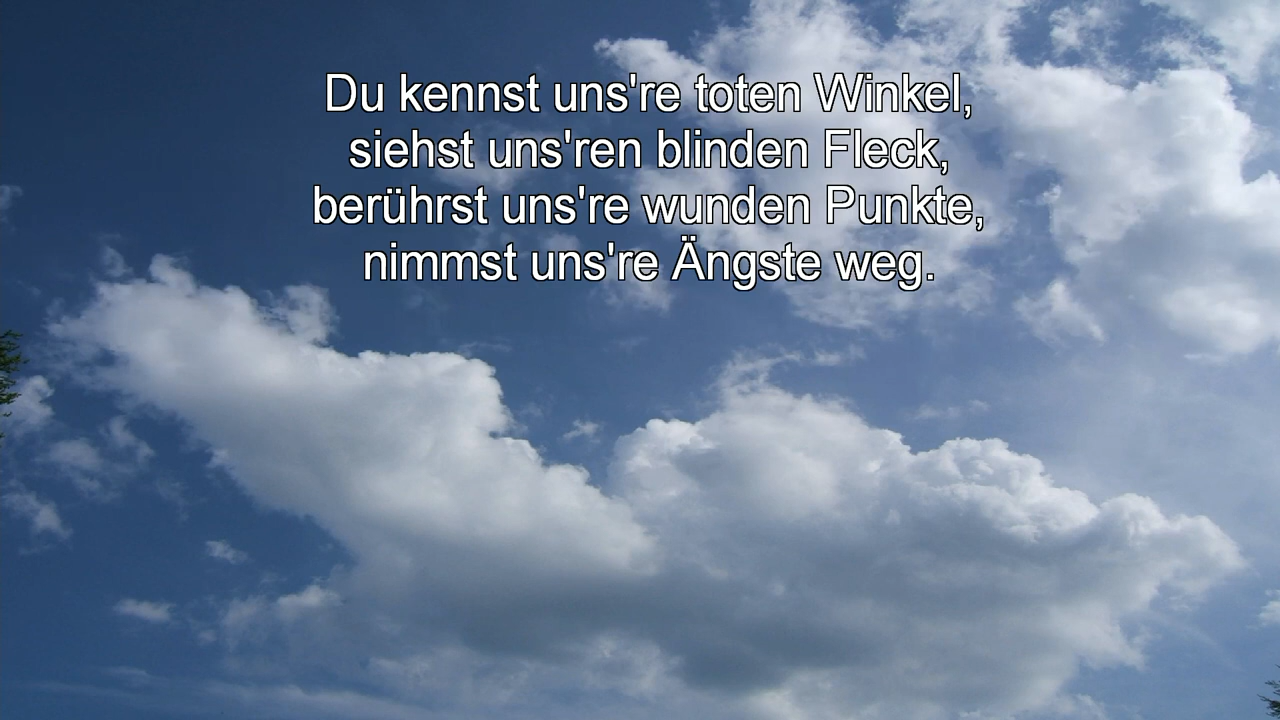 Du kennst uns're toten Winkel,
siehst uns'ren blinden Fleck,
berührst uns're wunden Punkte,
nimmst uns're Ängste weg.